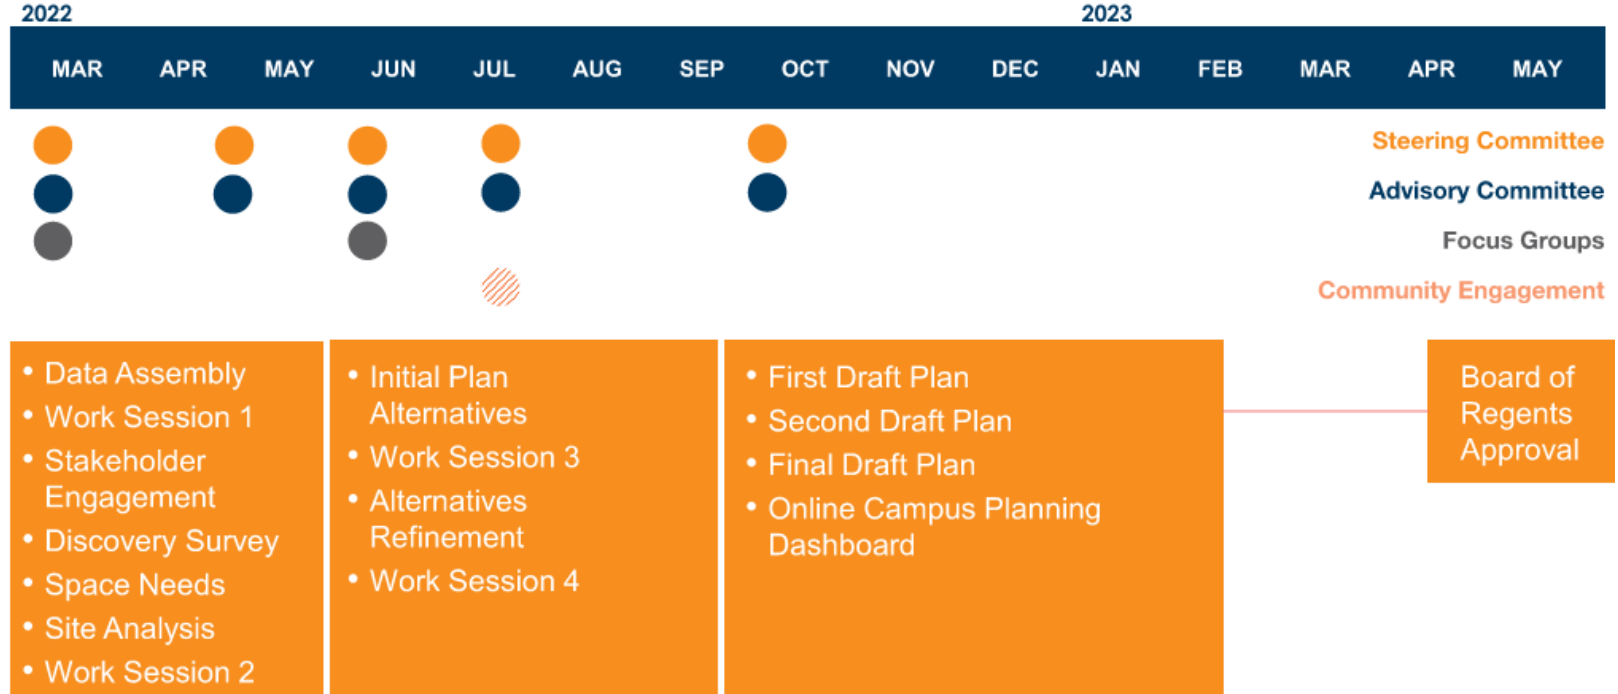 2022 2023
MAR APR MAY JUN JUL AUG SEP OCT NOV DEC JAN FEB MAR APR MAY
Steering Committee
Advisory Committee
Focus Groups
Community Engagement
• Data Assembly
• Work Session 1
• Stakeholder
Engagement
• Discovery Survey
• Space Needs
• Site Analysis
• Work Session 2
• Initial Plan
Alternatives
• Work Session 3
• Alternatives
Refinement
• Work Session 4
• First Draft Plan
• Second Draft Plan
• Final Draft Plan
• Online Campus Planning
Dashboard
Board of
Regents
Approval